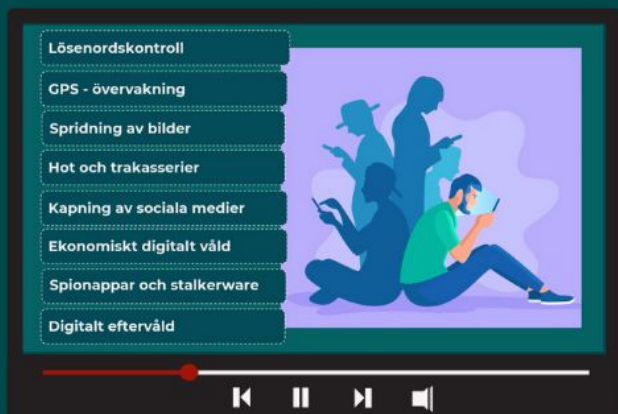 Lösenordskontroll
GPS - övervakning
Spridning av bilder
Hot och trakasserier
Kapning av sociala medier
Ekonomiskt digitalt våld
Spionappar och stalkerware
Digitalt eftervåld